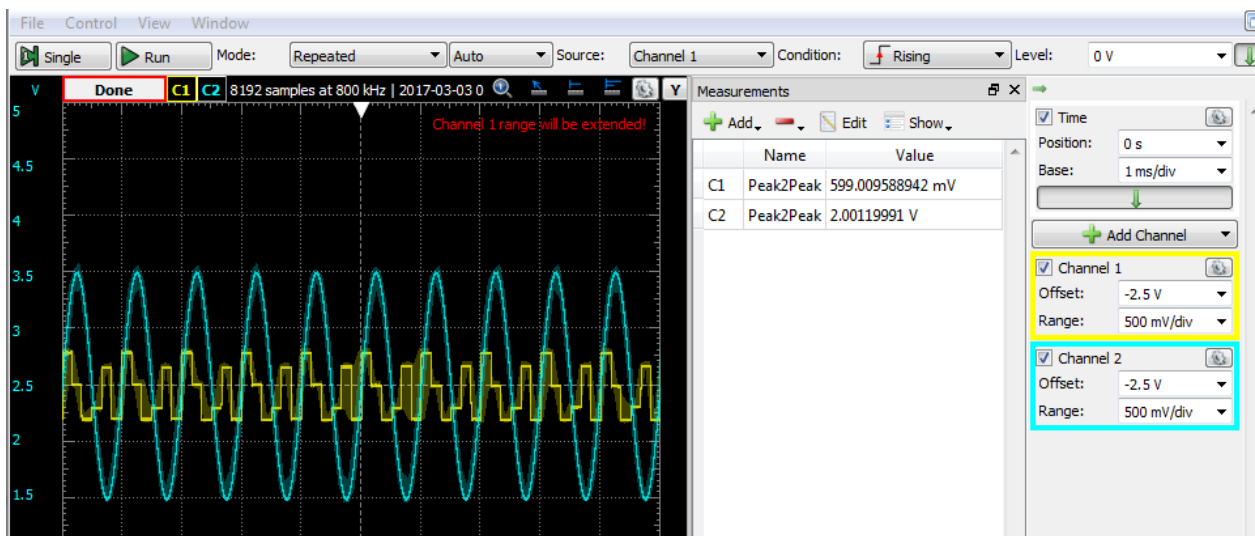 File Control View Window
Single Run Mode: Repeated Auto Source: Channel 1 Condition: Rising Level: 0 V
V Done C1 C2 8192 samples at 800 kHz | 2017-03-03 0 Y
Channel 1 range will be extended!
5
4.5
4
3.5
3
2.5
2
1.5
Measurements
Add Edit Show
Name Value
C1 Peak2Peak 599.009588942 mV
C2 Peak2Peak 2.00119991 V
Time
Position: 0 s
Base: 1 ms/div
Add Channel
Channel 1
Offset: -2.5 V
Range: 500 mV/div
Channel 2
Offset: -2.5 V
Range: 500 mV/div